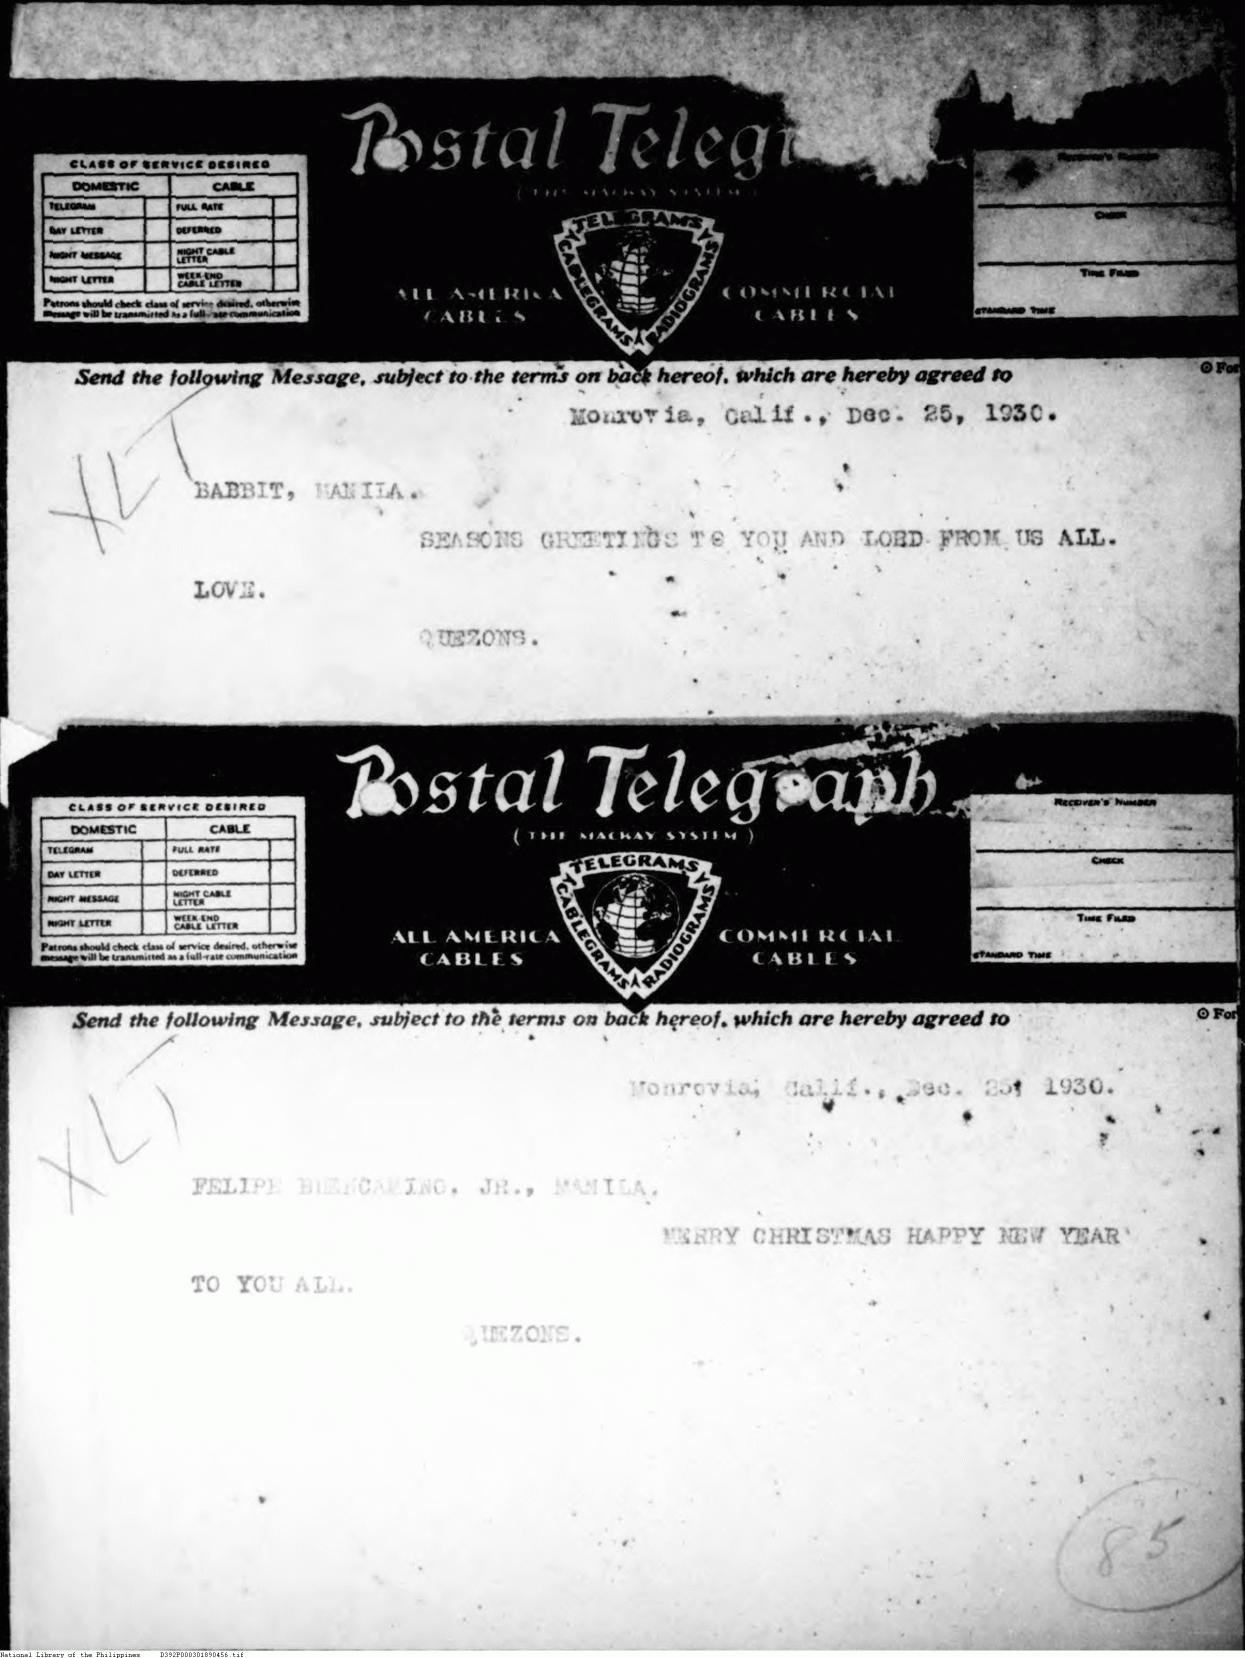 Postal Telegr
(THE MACKAY SYSTEM)
CLASS OF SERVICE DESIRED
DOMESTIC CABLE
TELEGRAM FULL RATE
DAY LETTER DEFERRED
NIGHT MESSAGE NIGHT CABLE LETTER
NIGHT LETTER WEEK-END CABLE LETTER
Patrons should check class of service desired, otherwise
message will be transmitted as a full-rate communication
TELEGRAMS CABLEGRAMS RADIOGRAMS
ALL AMERICA CABLES
COMMERCIAL CABLES
RECEIVER'S NUMBER
CHECK
TIME FILED
STANDARD TIME
Send the following Message, subject to the terms on back hereof, which are hereby agreed to
For
Monrovia, Calif., Dec. 25, 1930.
XLT
BABBIT, MANILA.
SEASONS GREETINGS TO YOU AND LORD FROM US ALL.
LOVE.
QUEZONS.
Postal Telegraph
(THE MACKAY SYSTEM)
CLASS OF SERVICE DESIRED
DOMESTIC CABLE
TELEGRAM FULL RATE
DAY LETTER DEFERRED
NIGHT MESSAGE NIGHT CABLE LETTER
NIGHT LETTER WEEK-END CABLE LETTER
Patrons should check class of service desired, otherwise
message will be transmitted as a full-rate communication
TELEGRAMS CABLEGRAMS RADIOGRAMS
ALL AMERICA CABLES
COMMERCIAL CABLES
RECEIVER'S NUMBER
CHECK
TIME FILED
STANDARD TIME
Send the following Message, subject to the terms on back hereof, which are hereby agreed to
For
Monrovia, Calif., Dec. 25, 1930.
XLT
FELIPE BUENCAMINO, JR., MANILA.
MERRY CHRISTMAS HAPPY NEW YEAR
TO YOU ALL.
QUEZONS.
85
National Library of the Philippines D392P000301890456.tif